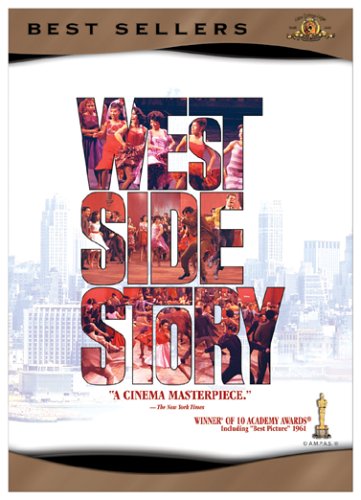 BEST SELLERS
WEST
SIDE
STORY
"A CINEMA MASTERPIECE."
— The New York Times
WINNER® OF 10 ACADEMY AWARDS®
Including "Best Picture" 1961
©A.M.P.A.S.®